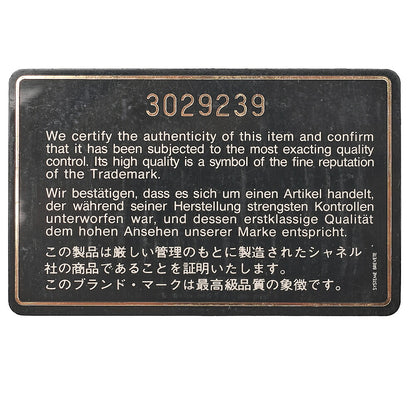 3029239
We certify the authenticity of this item and confirm
that it has been subjected to the most exacting quality
control. Its high quality is a symbol of the fine reputation
of the Trademark.
Wir bestätigen, dass es sich um einen Artikel handelt,
der während seiner Herstellung strengsten Kontrollen
unterworfen war, und dessen erstklassige Qualität
dem hohen Ansehen unserer Marke entspricht.
この製品は厳しい管理のもとに製造されたシャネル
社の商品であることを証明いたします。
このブランド・マークは最高級品質の象徴です。
SYSTEME BREVETE